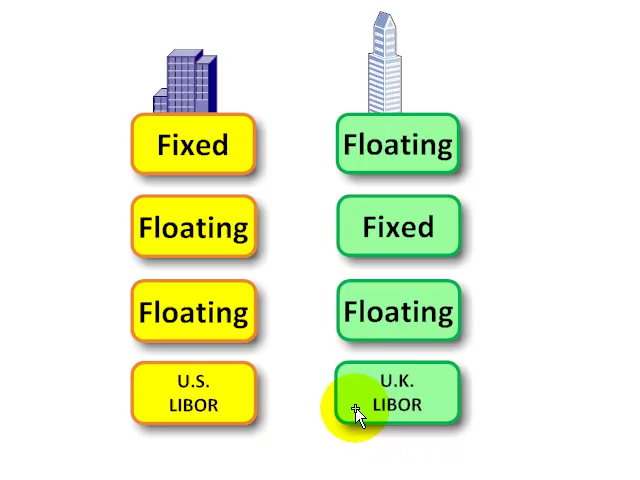 Fixed
Floating
Floating
Fixed
Floating
Floating
U.S.
LIBOR
U.K.
LIBOR